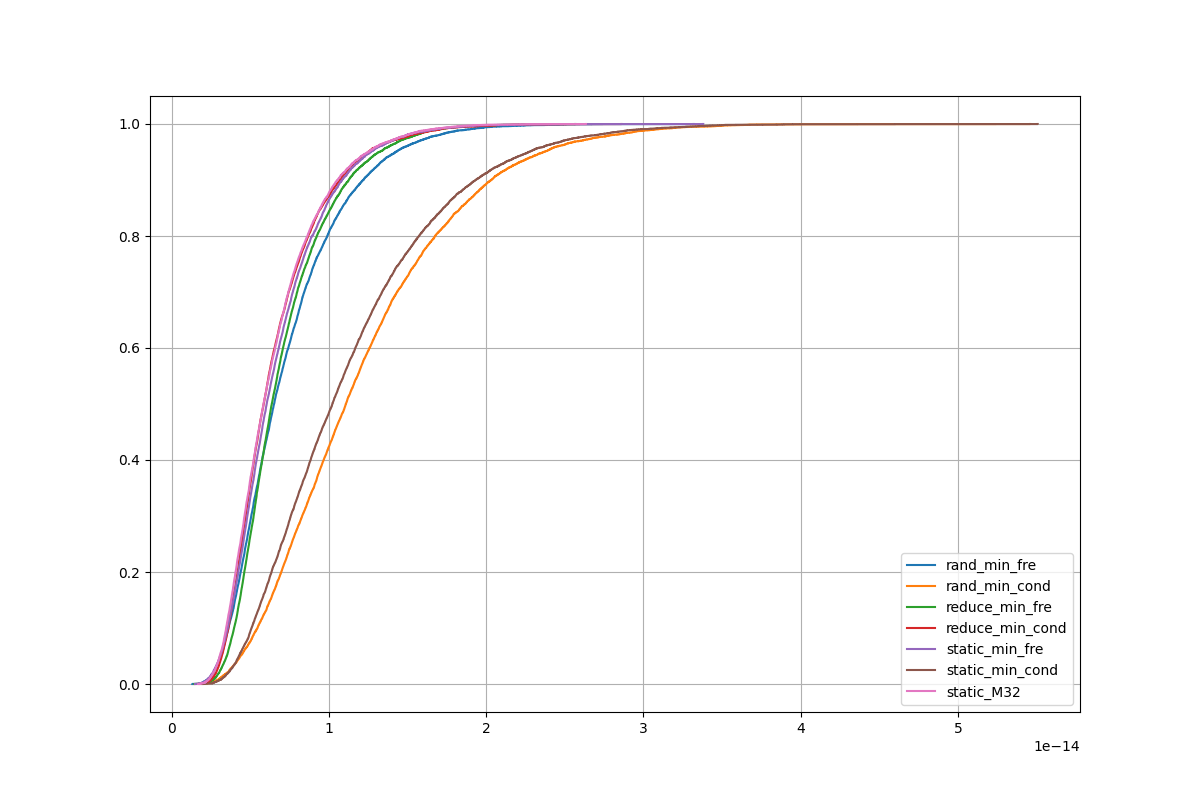 1.0
0.8
0.6
0.4
0.2
0.0
0 1 2 3 4 5
1e−14
rand_min_fre
rand_min_cond
reduce_min_fre
reduce_min_cond
static_min_fre
static_min_cond
static_M32